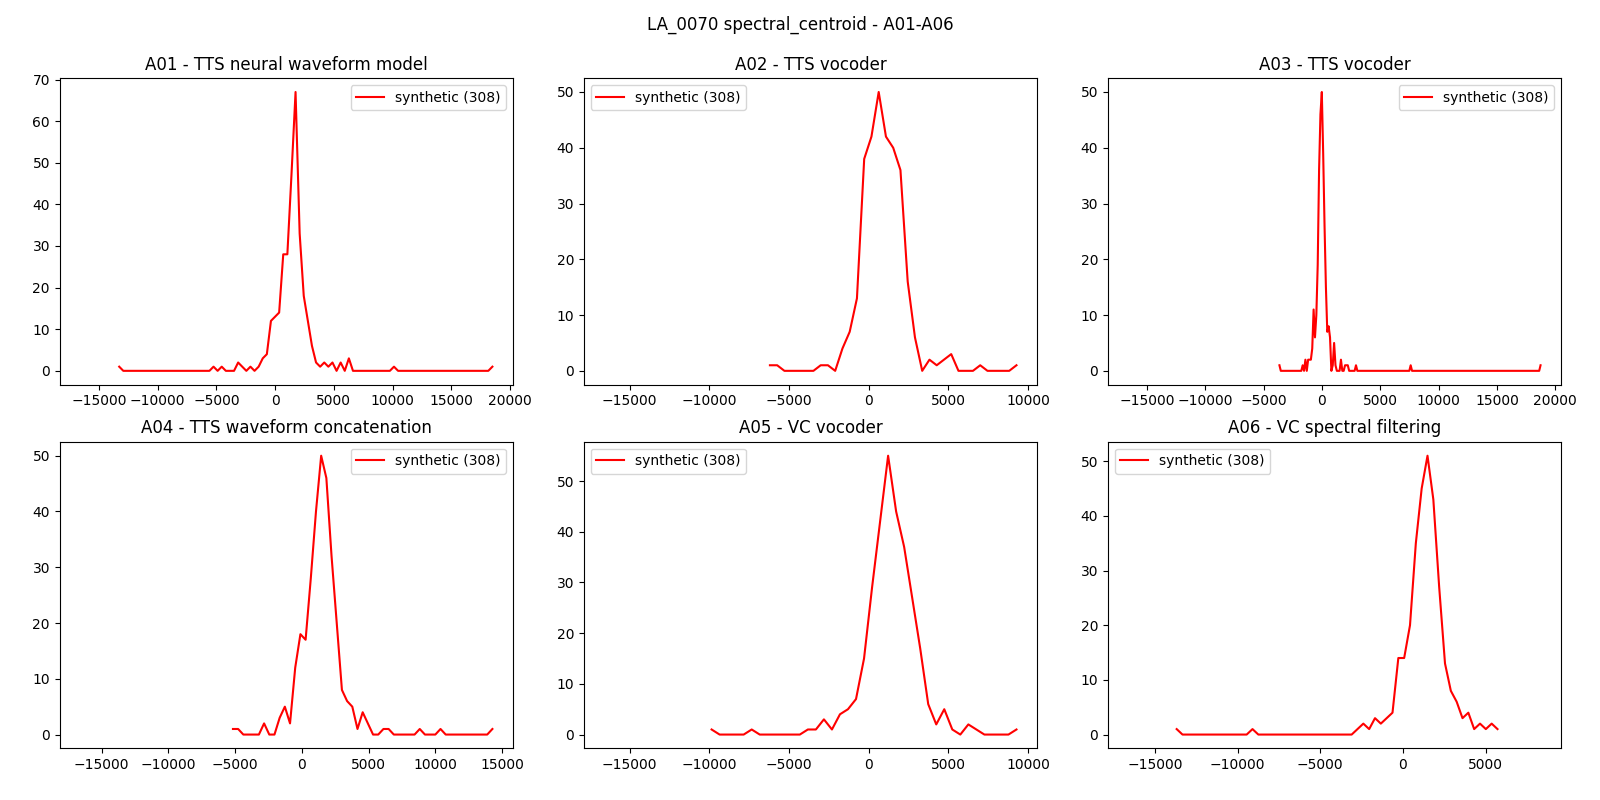 LA_0070 spectral_centroid - A01-A06
A01 - TTS neural waveform model
synthetic (308)
70
60
50
40
30
20
10
0
−15000 −10000 −5000 0 5000 10000 15000 20000
A02 - TTS vocoder
synthetic (308)
50
40
30
20
10
0
−15000 −10000 −5000 0 5000 10000
A03 - TTS vocoder
synthetic (308)
50
40
30
20
10
0
−15000 −10000 −5000 0 5000 10000 15000 20000
A04 - TTS waveform concatenation
synthetic (308)
50
40
30
20
10
0
−15000 −10000 −5000 0 5000 10000 15000
A05 - VC vocoder
synthetic (308)
50
40
30
20
10
0
−15000 −10000 −5000 0 5000 10000
A06 - VC spectral filtering
synthetic (308)
50
40
30
20
10
0
−15000 −10000 −5000 0 5000